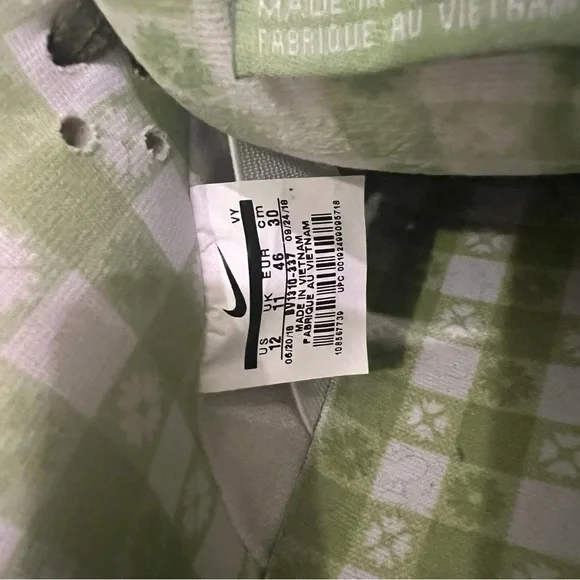 MADE IN
FABRIQUE AU VIETNAM
VY
US UK EUR cm
12 11 46 30
06/20/18 09/24/18
BV1310-337
MADE IN VIETNAM
FABRIQUE AU VIETNAM
UPC 00192499095718
108567739